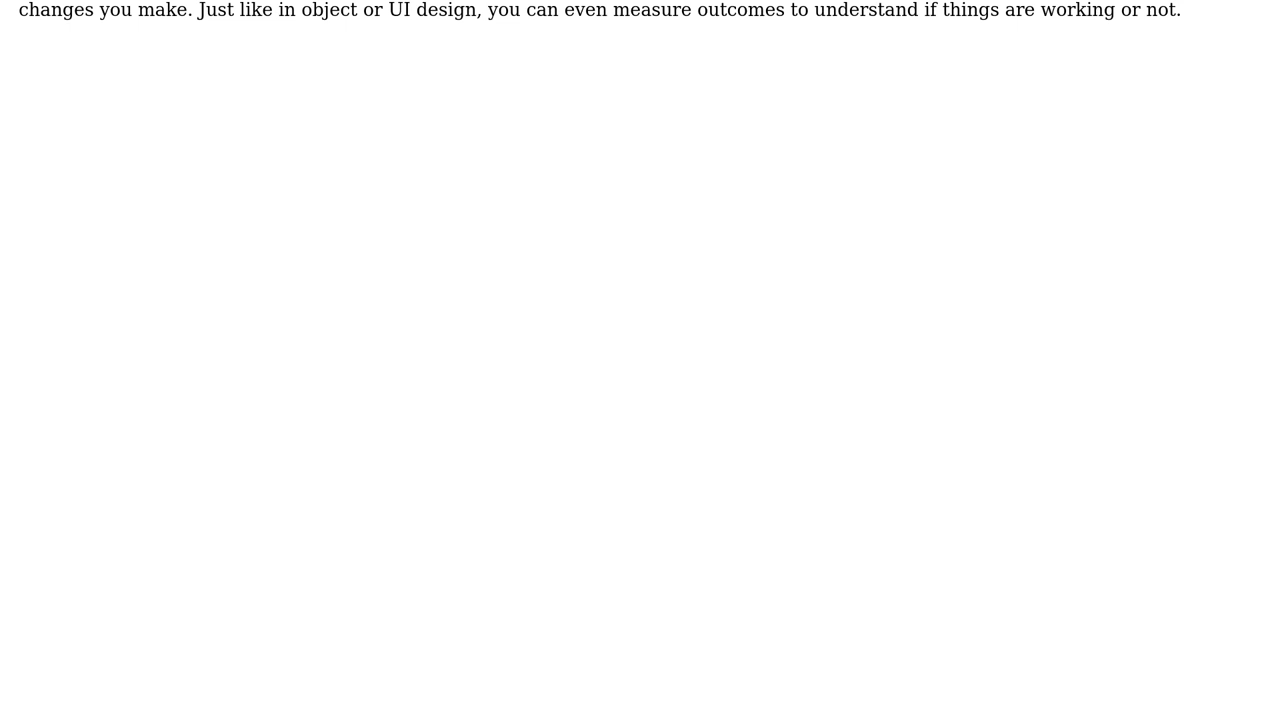 changes you make. Just like in object or UI design, you can even measure outcomes to understand if things are working or not.